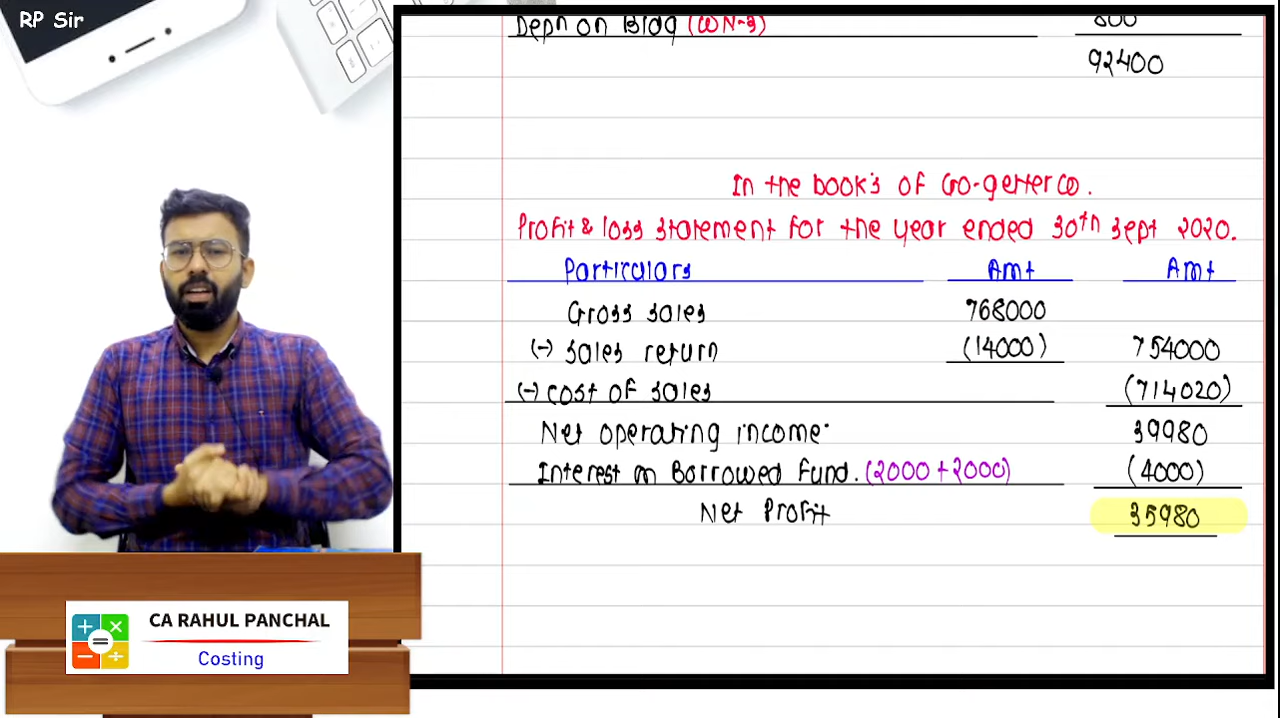 RP Sir
Depn on Bldg (WN-3) 800
92400
In the book's of Go-getter Co.
Profit & loss statement for the year ended 30th Sept 2020.
Particulars Amt Amt
Gross sales 768000
(-) Sales return (14000) 754000
(-) Cost of sales (714020)
Net operating income 39980
Interest on Borrowed Fund. (2000 + 2000) (4000)
Net Profit 35980
CA RAHUL PANCHAL
Costing